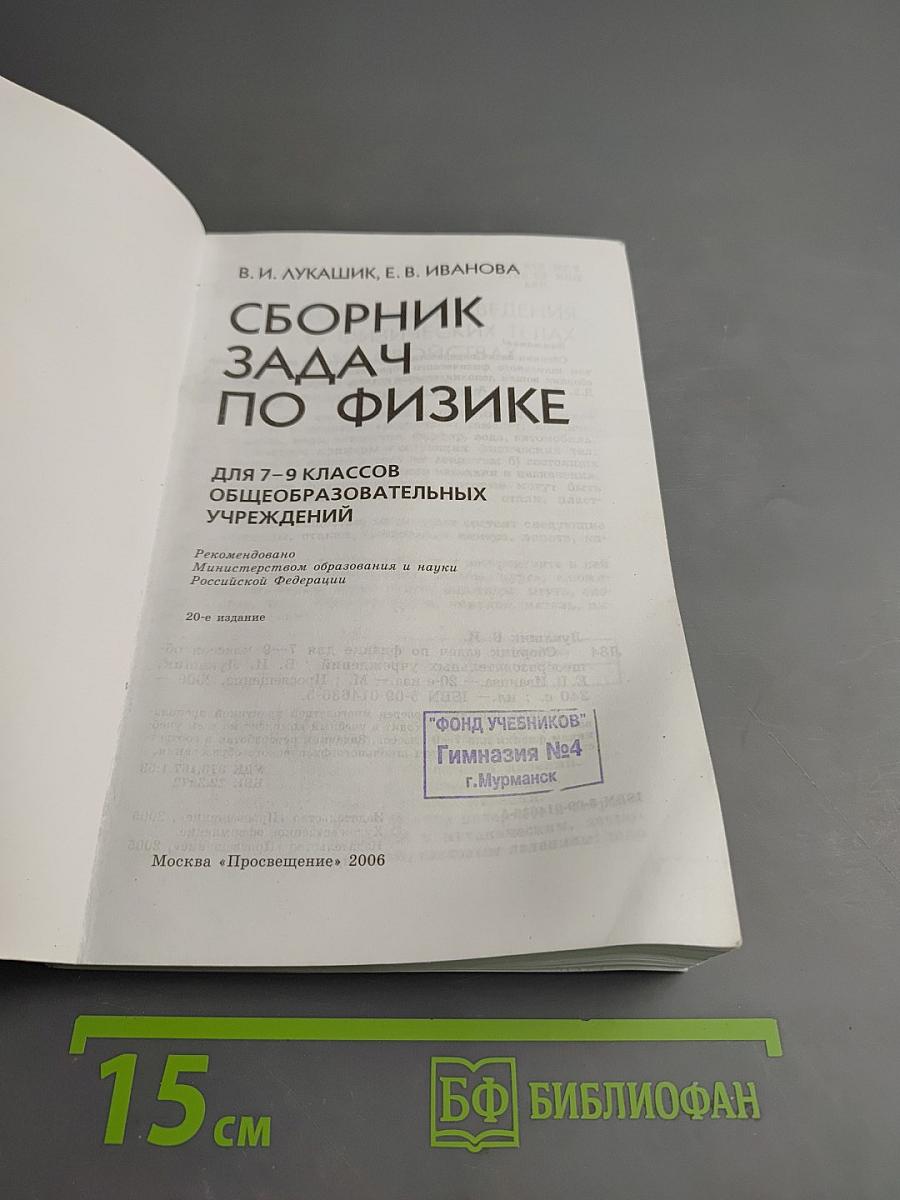 В. И. ЛУКАШИК, Е. В. ИВАНОВА
СБОРНИК
ЗАДАЧ
ПО ФИЗИКЕ
ДЛЯ 7–9 КЛАССОВ
ОБЩЕОБРАЗОВАТЕЛЬНЫХ
УЧРЕЖДЕНИЙ
Рекомендовано
Министерством образования и науки
Российской Федерации
20-е издание
"ФОНД УЧЕБНИКОВ"
Гимназия №4
г.Мурманск
Москва «Просвещение» 2006
15 см
БФ БИБЛИОФАН